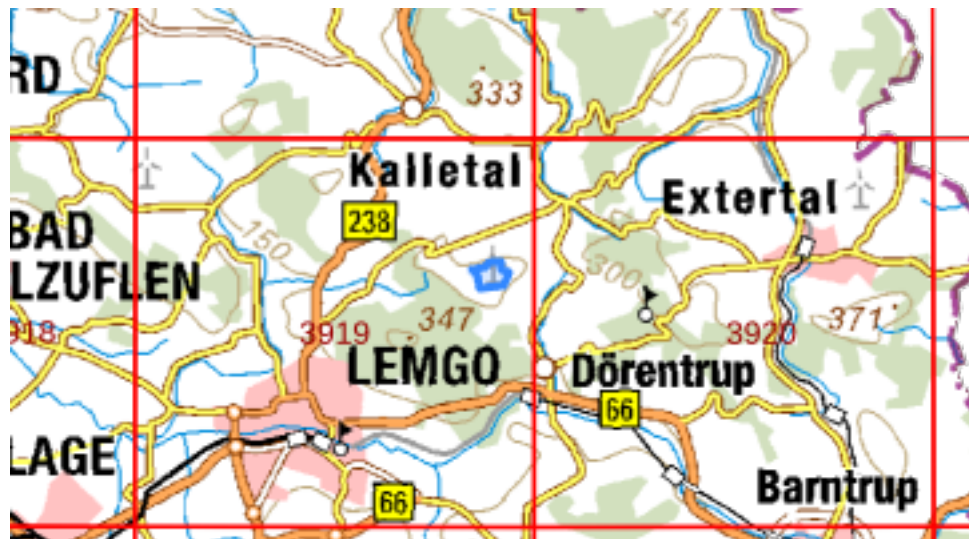 RD
333
Kalletal
Extertal
238
150
BAD
LZUFLEN
300
918
3919
347
3920
371
LEMGO
Dörentrup
66
LAGE
66
Barntrup